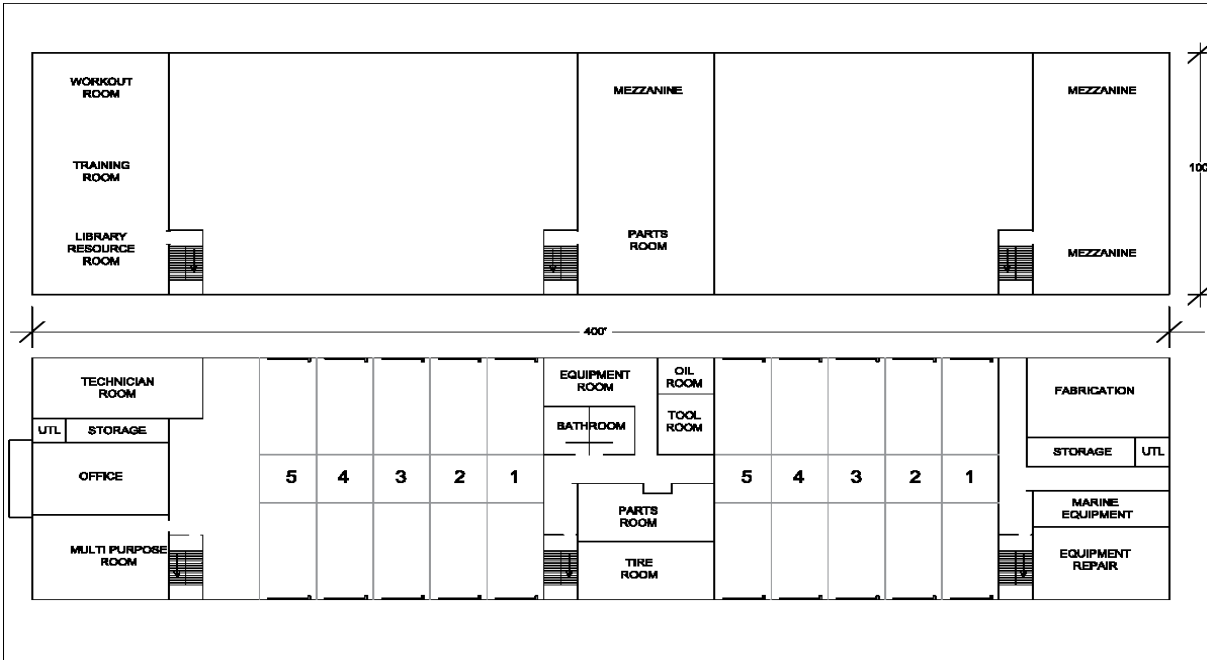 WORKOUT
ROOM
MEZZANINE
MEZZANINE
TRAINING
ROOM
100'
LIBRARY
RESOURCE
ROOM
PARTS
ROOM
MEZZANINE
400'
TECHNICIAN
ROOM
EQUIPMENT
ROOM
OIL
ROOM
FABRICATION
UTL
STORAGE
BATHROOM
TOOL
ROOM
STORAGE
UTL
OFFICE
5 4 3 2 1
5 4 3 2 1
MARINE
EQUIPMENT
PARTS
ROOM
MULTI PURPOSE
ROOM
TIRE
ROOM
EQUIPMENT
REPAIR